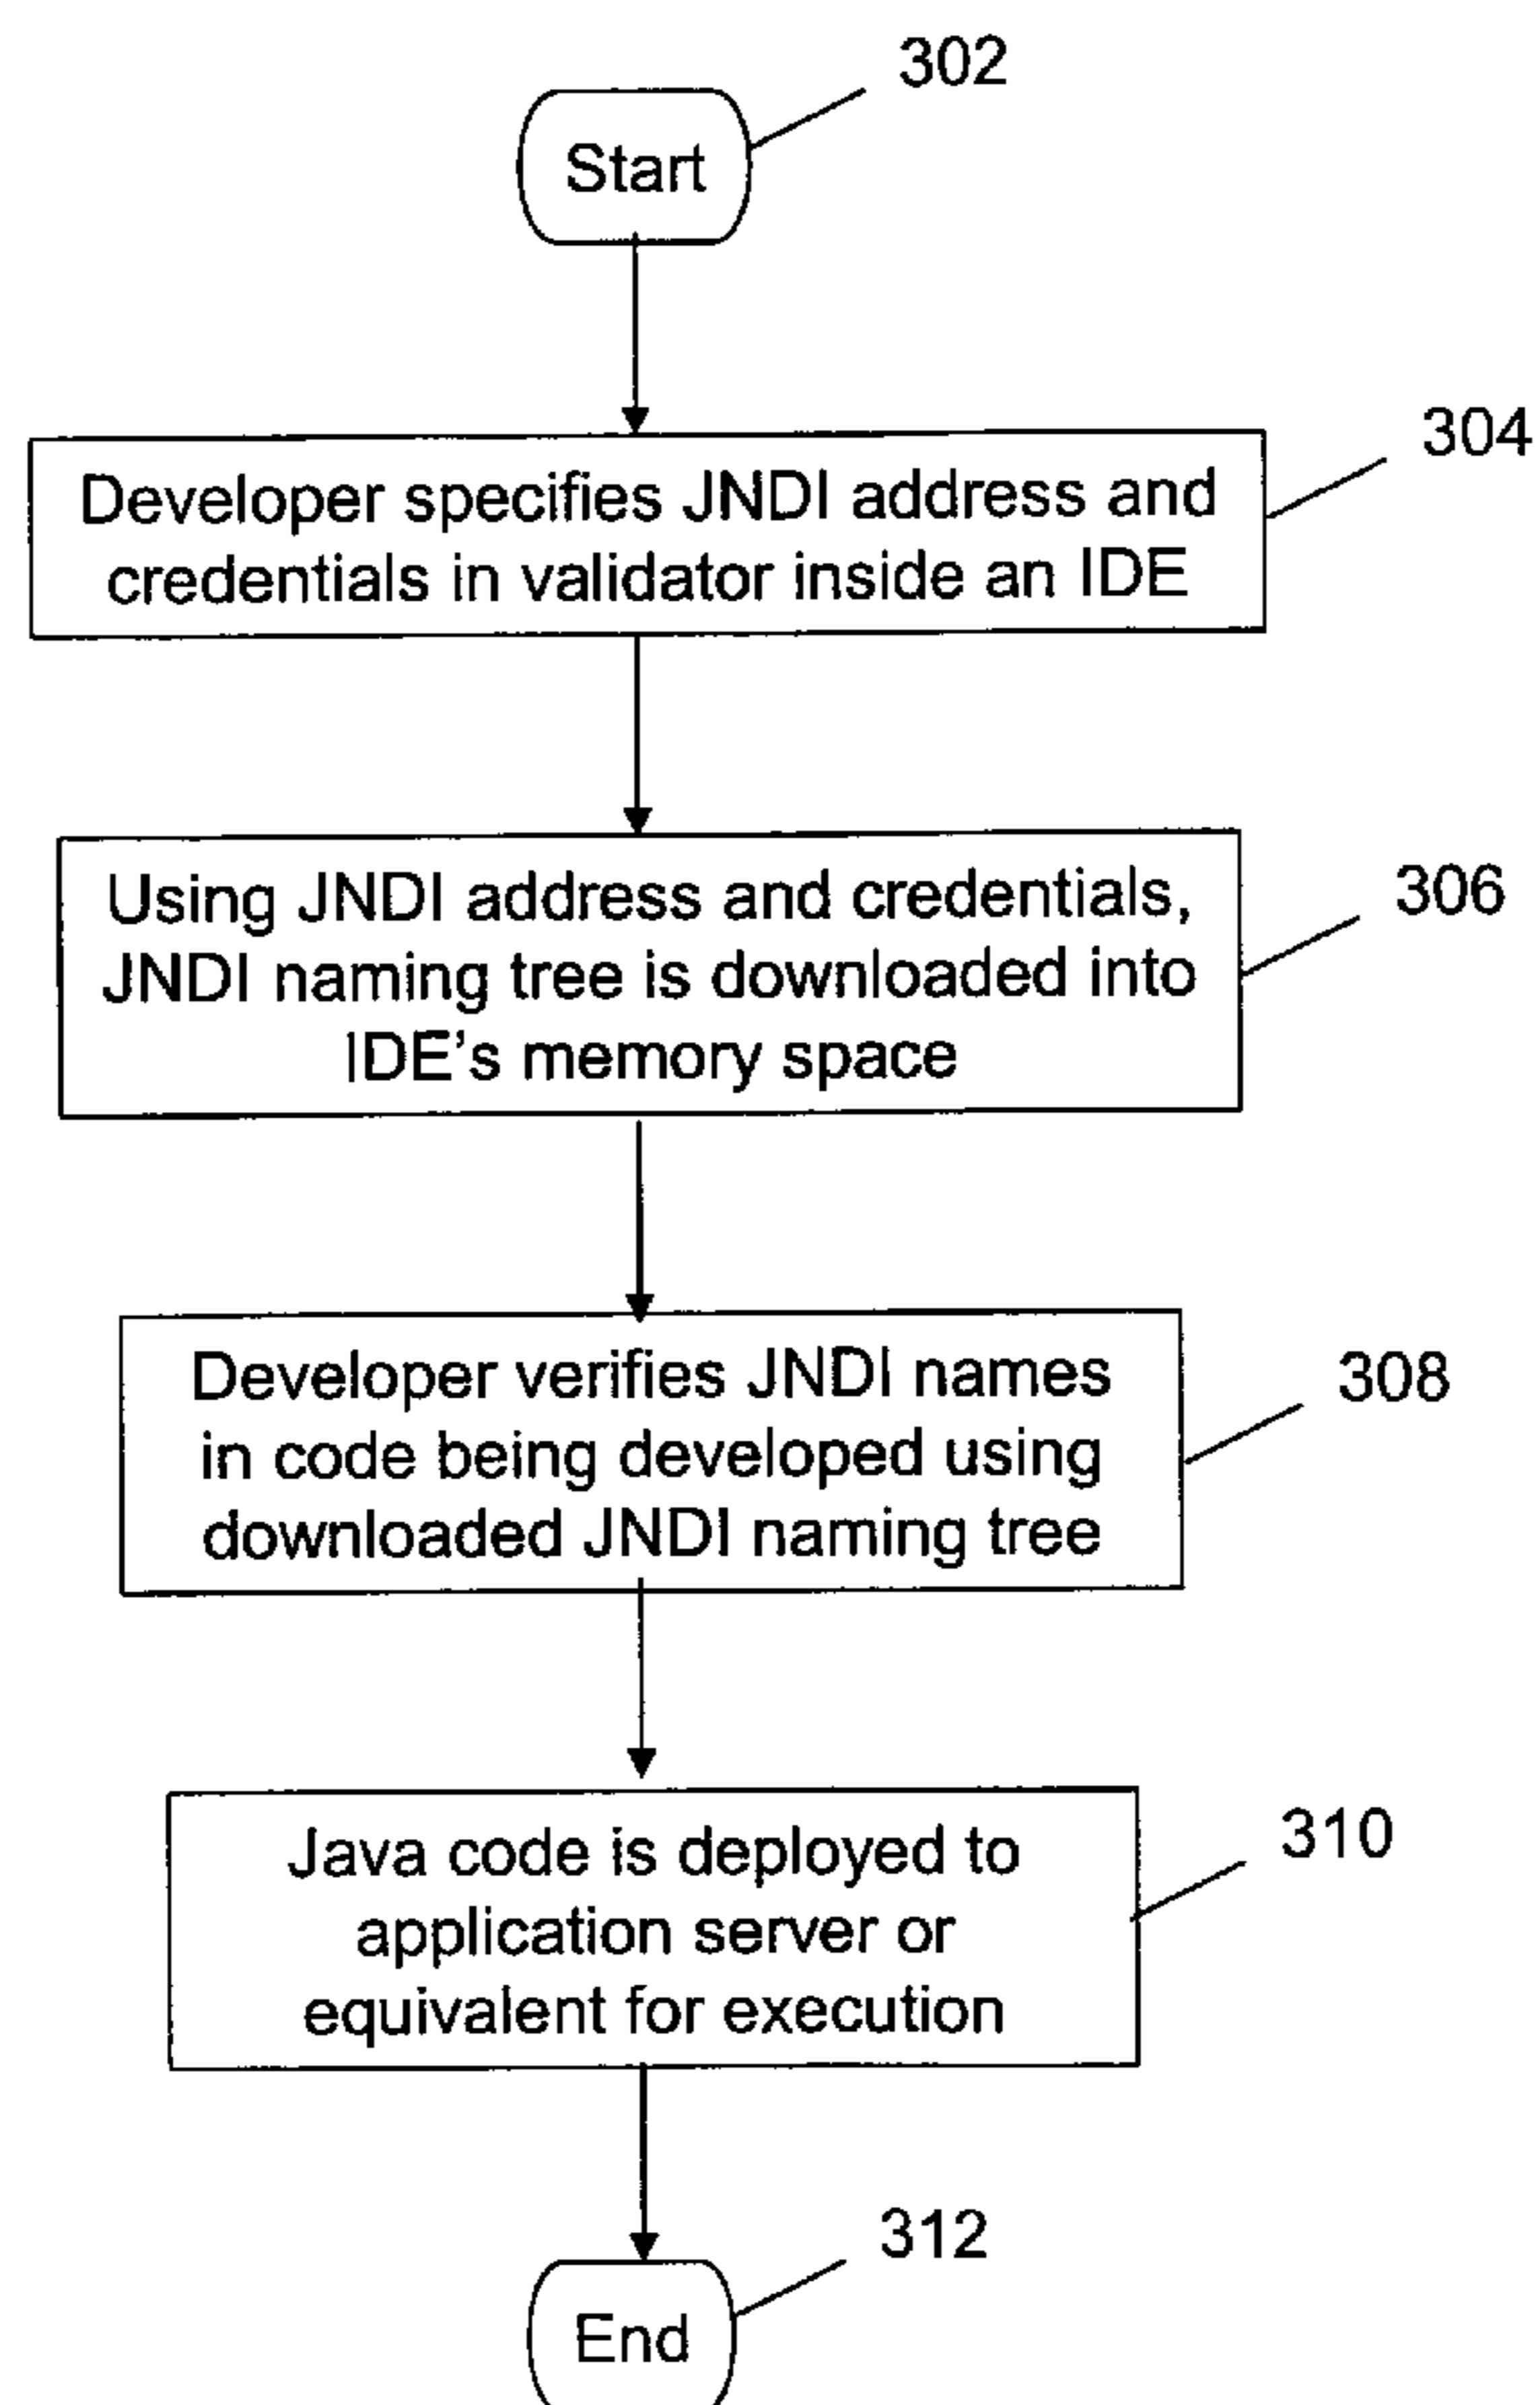 302
Start
304
Developer specifies JNDI address and
credentials in validator inside an IDE
306
Using JNDI address and credentials,
JNDI naming tree is downloaded into
IDE's memory space
308
Developer verifies JNDI names
in code being developed using
downloaded JNDI naming tree
310
Java code is deployed to
application server or
equivalent for execution
312
End